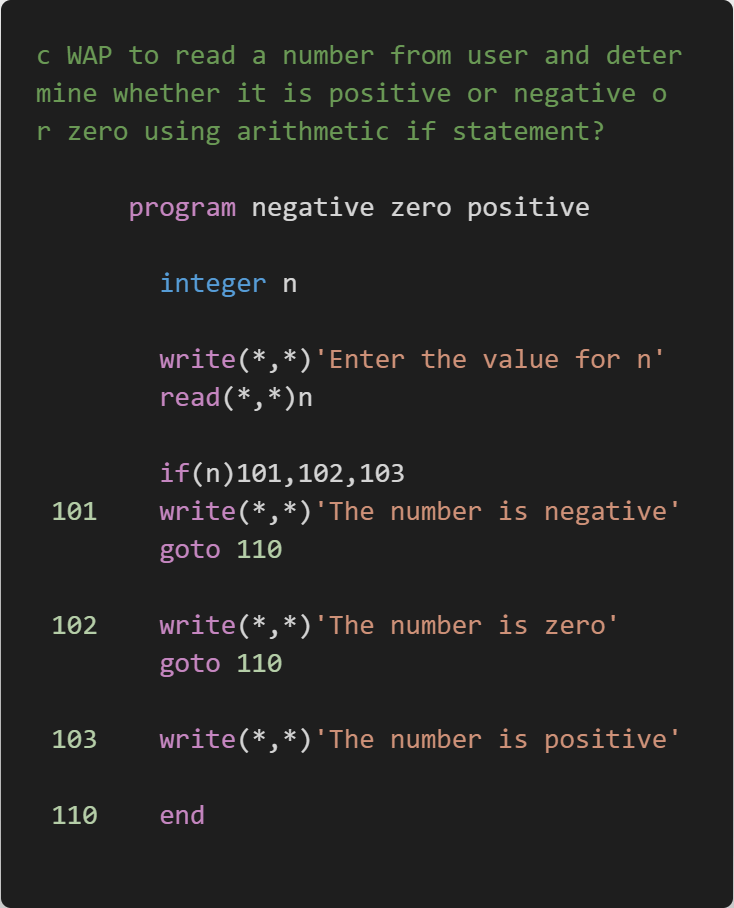 c WAP to read a number from user and deter
mine whether it is positive or negative o
r zero using arithmetic if statement?
program negative zero positive
integer n
write(*,*)'Enter the value for n'
read(*,*)n
if(n)101,102,103
101 write(*,*)'The number is negative'
goto 110
102 write(*,*)'The number is zero'
goto 110
103 write(*,*)'The number is positive'
110 end